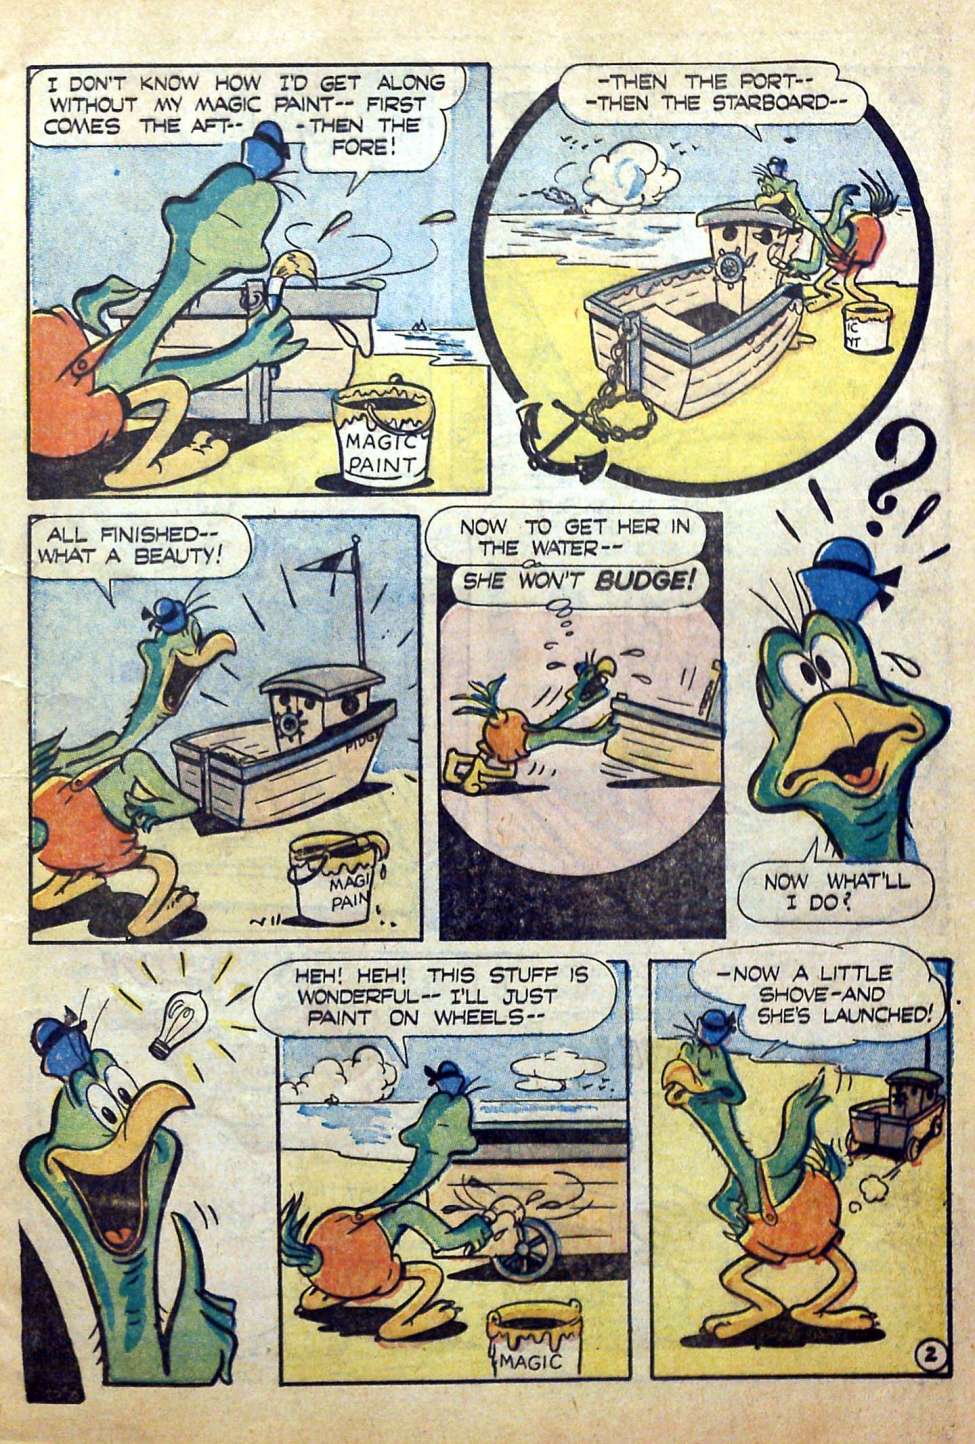 I DON'T KNOW HOW I'D GET ALONG
WITHOUT MY MAGIC PAINT-- FIRST
COMES THE AFT--
-THEN THE
FORE!
MAGIC
PAINT
-THEN THE PORT--
-THEN THE STARBOARD--
IC
NT
ALL FINISHED--
WHAT A BEAUTY!
PIDG
MAGI
PAIN
NOW TO GET HER IN
THE WATER--
SHE WON'T BUDGE!
?
NOW WHAT'LL
I DO?
HEH! HEH! THIS STUFF IS
WONDERFUL-- I'LL JUST
PAINT ON WHEELS--
MAGIC
-NOW A LITTLE
SHOVE-AND
SHE'S LAUNCHED!
2